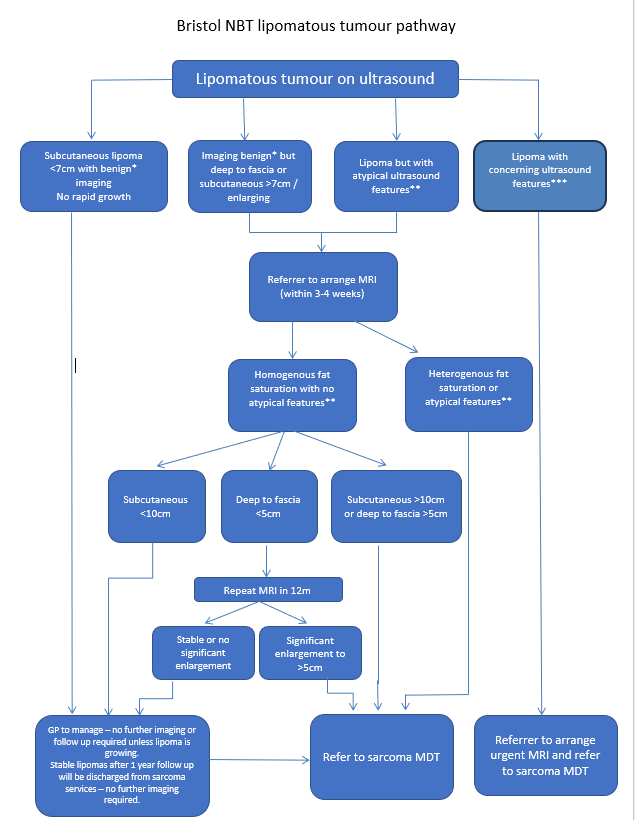 Bristol NBT lipomatous tumour pathway
Lipomatous tumour on ultrasound
Subcutaneous lipoma
<7cm with benign*
imaging
No rapid growth
Imaging benign* but
deep to fascia or
subcutaneous >7cm /
enlarging
Lipoma but with
atypical ultrasound
features**
Lipoma with
concerning ultrasound
features***
Referrer to arrange MRI
(within 3-4 weeks)
Homogenous fat
saturation with no
atypical features**
Heterogenous fat
saturation or
atypical features**
Subcutaneous
<10cm
Deep to fascia
<5cm
Subcutaneous >10cm
or deep to fascia >5cm
Repeat MRI in 12m
Stable or no
significant
enlargement
Significant
enlargement to
>5cm
GP to manage – no further imaging or
follow up required unless lipoma is
growing.
Stable lipomas after 1 year follow up
will be discharged from sarcoma
services – no further imaging
required.
Refer to sarcoma MDT
Referrer to arrange
urgent MRI and refer
to sarcoma MDT